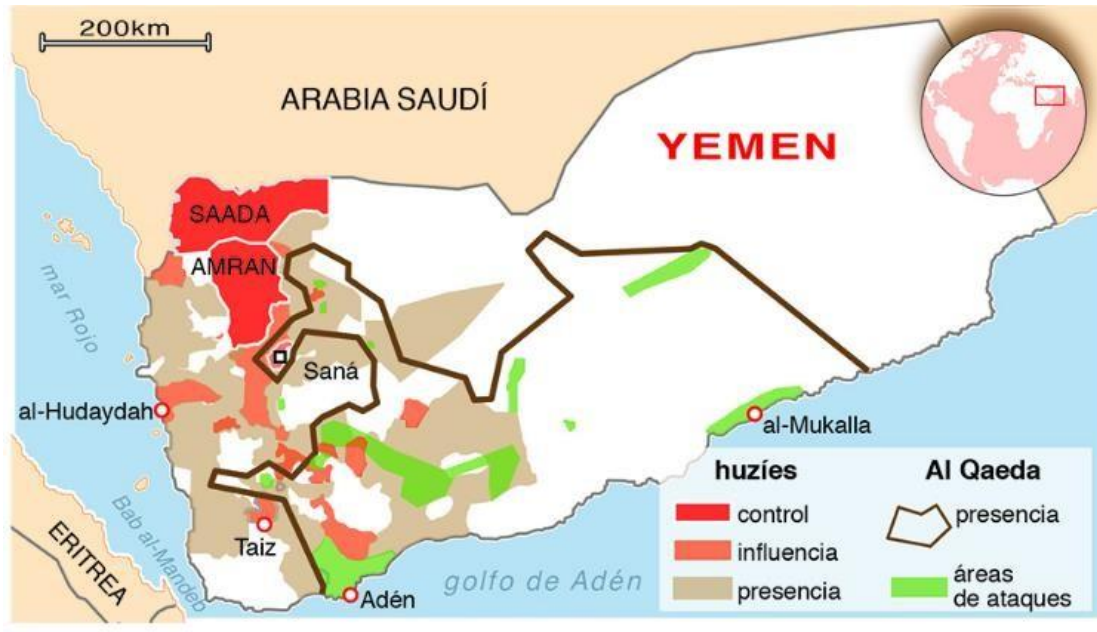 200km
ARABIA SAUDÍ
YEMEN
SAADA
AMRAN
mar Rojo
Saná
al-Hudaydah
al-Mukalla
Bab al-Mandeb
ERITREA
Taiz
Adén
golfo de Adén
huzíes
control
influencia
presencia
Al Qaeda
presencia
áreas
de ataques